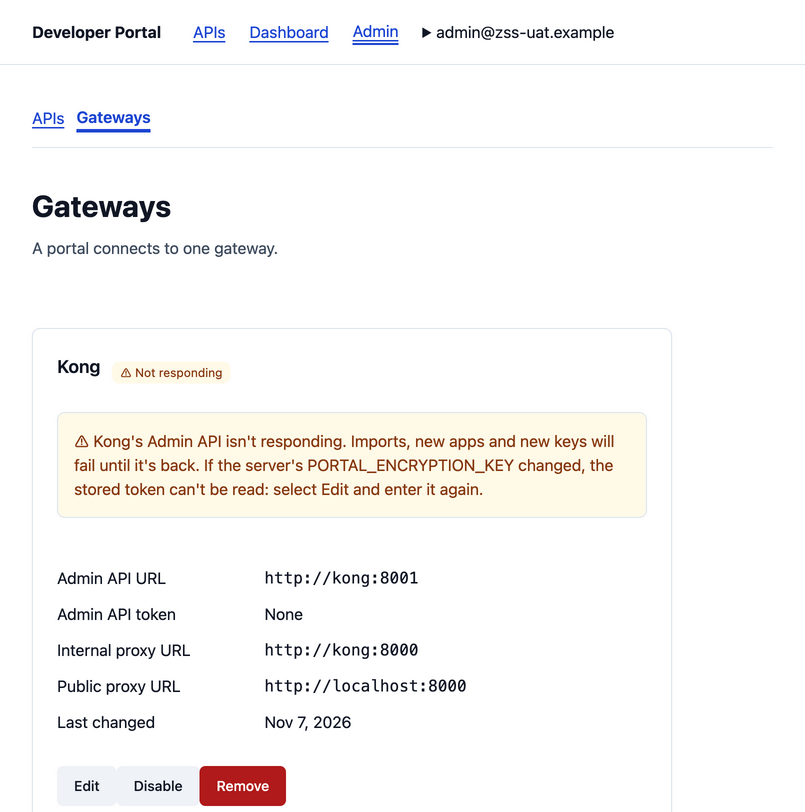 Developer Portal APIs Dashboard Admin ▶ admin@zss-uat.example
APIs Gateways
Gateways
A portal connects to one gateway.
Kong ⚠ Not responding
⚠ Kong's Admin API isn't responding. Imports, new apps and new keys will
fail until it's back. If the server's PORTAL_ENCRYPTION_KEY changed, the
stored token can't be read: select Edit and enter it again.
Admin API URL http://kong:8001
Admin API token None
Internal proxy URL http://kong:8000
Public proxy URL http://localhost:8000
Last changed Nov 7, 2026
Edit Disable Remove